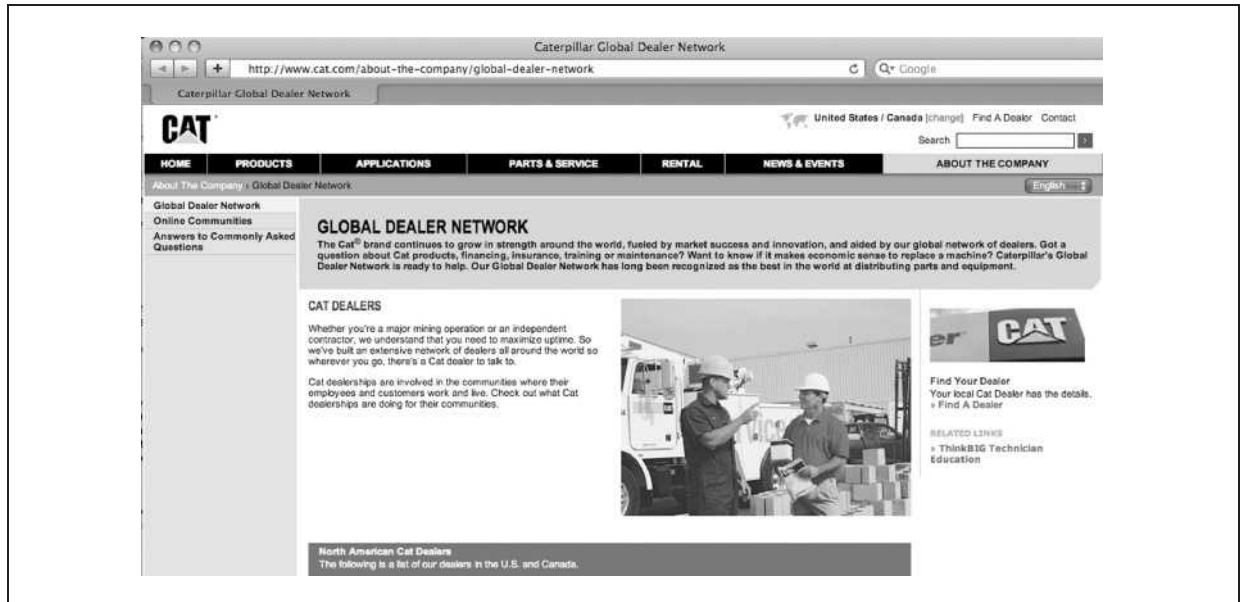 Caterpillar Global Dealer Network
+ http://www.cat.com/about-the-company/global-dealer-network
Google
Caterpillar Global Dealer Network
CAT
United States / Canada [change] Find A Dealer Contact
Search
HOME PRODUCTS APPLICATIONS PARTS & SERVICE RENTAL NEWS & EVENTS ABOUT THE COMPANY
About The Company › Global Dealer Network
English
Global Dealer Network
Online Communities
Answers to Commonly Asked
Questions
GLOBAL DEALER NETWORK
The Cat® brand continues to grow in strength around the world, fueled by market success and innovation, and aided by our global network of dealers. Got a
question about Cat products, financing, insurance, training or maintenance? Want to know if it makes economic sense to replace a machine? Caterpillar's Global
Dealer Network is ready to help. Our Global Dealer Network has long been recognized as the best in the world at distributing parts and equipment.
CAT DEALERS
Whether you're a major mining operation or an independent
contractor, we understand that you need to maximize uptime. So
we've built an extensive network of dealers all around the world so
wherever you go, there's a Cat dealer to talk to.
Cat dealerships are involved in the communities where their
employees and customers work and live. Check out what Cat
dealerships are doing for their communities.
er CAT
Find Your Dealer
Your local Cat Dealer has the details.
» Find A Dealer
RELATED LINKS
» ThinkBIG Technician
Education
North American Cat Dealers
The following is a list of our dealers in the U.S. and Canada.